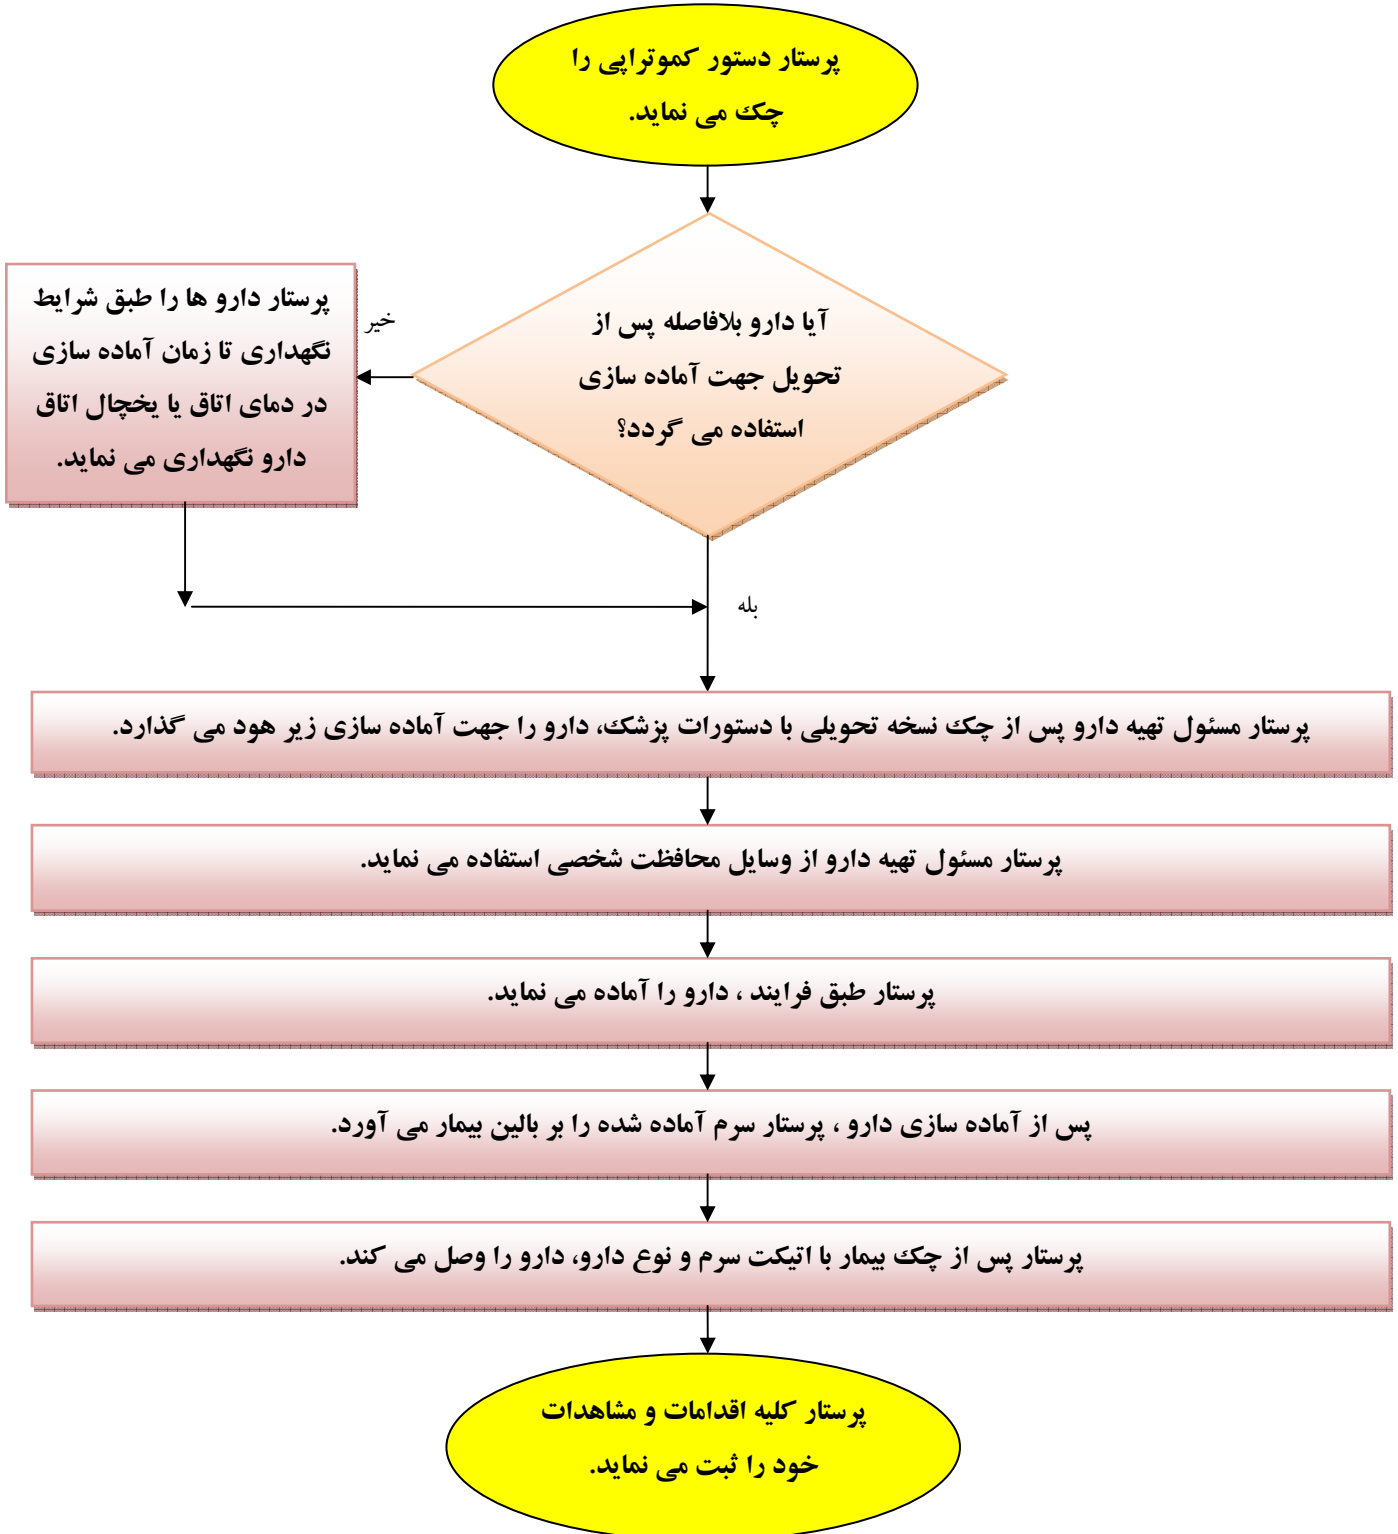 پرستار دستور کموتراپی را
چک می نماید.
آیا دارو بلافاصله پس از
تحویل جهت آماده سازی
استفاده می گردد؟
خیر
پرستار دارو ها را طبق شرایط
نگهداری تا زمان آماده سازی
در دمای اتاق یا یخچال اتاق
دارو نگهداری می نماید.
بله
پرستار مسئول تهیه دارو پس از چک نسخه تحویلی با دستورات پزشک، دارو را جهت آماده سازی زیر هود می گذارد.
پرستار مسئول تهیه دارو از وسایل محافظت شخصی استفاده می نماید.
پرستار طبق فرایند ، دارو را آماده می نماید.
پس از آماده سازی دارو ، پرستار سرم آماده شده را بر بالین بیمار می آورد.
پرستار پس از چک بیمار با اتیکت سرم و نوع دارو، دارو را وصل می کند.
پرستار کلیه اقدامات و مشاهدات
خود را ثبت می نماید.